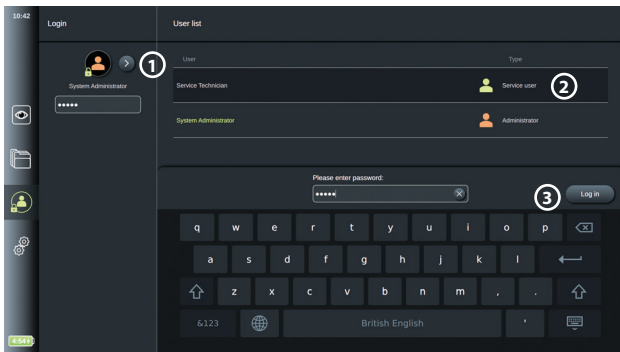 10:42
Login
User list
1
User
Type
System Administrator
•••••
Service Technician
Service user
2
System Administrator
Administrator
Please enter password:
•••••
3
Log in
q w e r t y u i o p
a s d f g h j k l
z x c v b n m , .
&123
British English
'
4:54